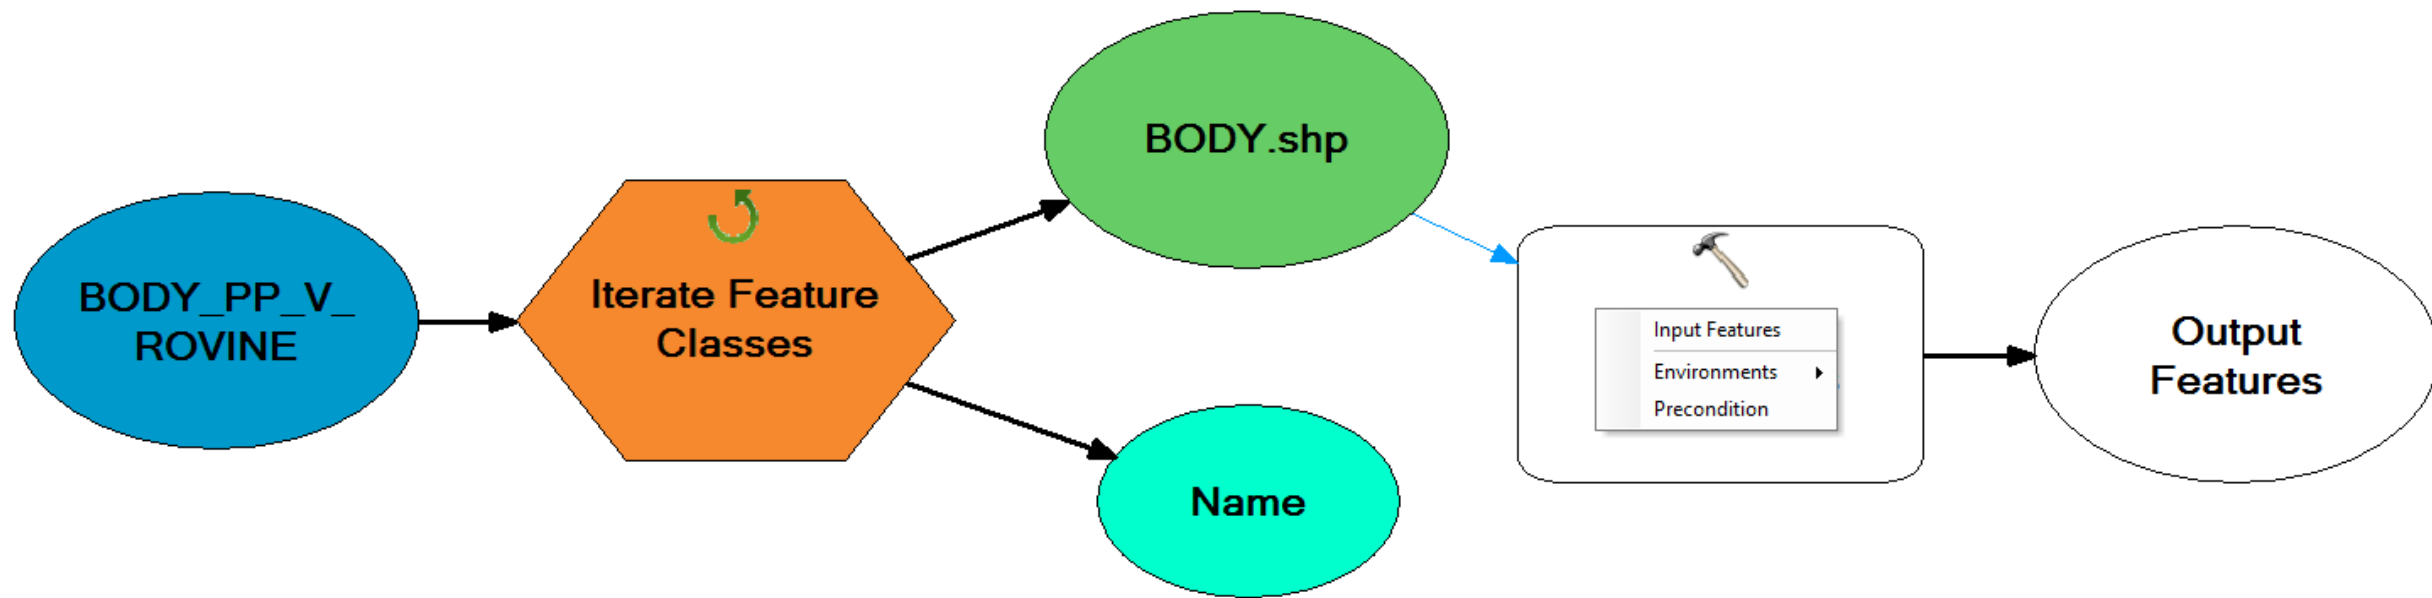 BODY_PP_V_
ROVINE
Iterate Feature
Classes
BODY.shp
Name
Input Features
Environments
Precondition
Output
Features